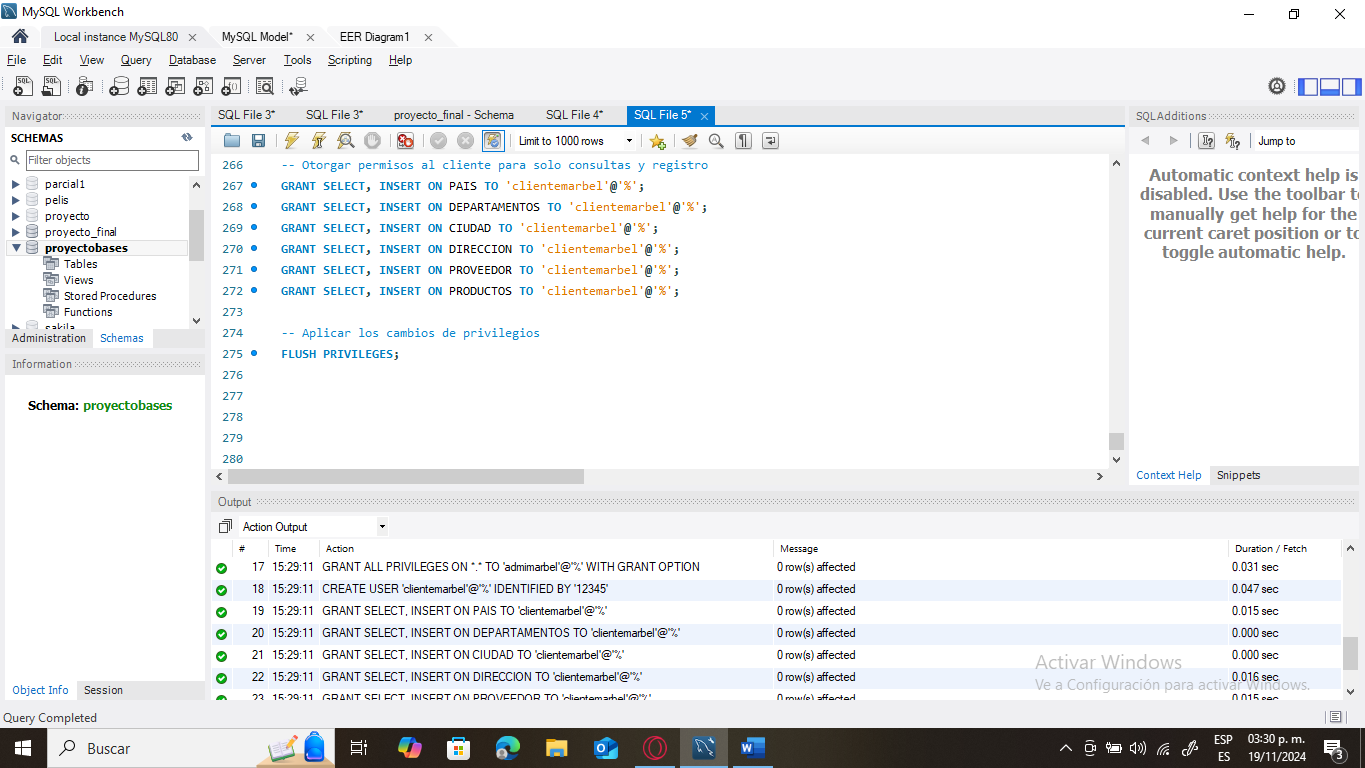 MySQL Workbench
Local instance MySQL80
MySQL Model*
EER Diagram1
File Edit View Query Database Server Tools Scripting Help
Navigator
SCHEMAS
Filter objects
parcial1
pelis
proyecto
proyecto_final
proyectobases
Tables
Views
Stored Procedures
Functions
sakila
Administration Schemas
Information
Schema: proyectobases
Object Info Session
SQL File 3* SQL File 3* proyecto_final - Schema SQL File 4* SQL File 5*
Limit to 1000 rows
266 -- Otorgar permisos al cliente para solo consultas y registro
267 GRANT SELECT, INSERT ON PAIS TO 'clientemarbel'@'%';
268 GRANT SELECT, INSERT ON DEPARTAMENTOS TO 'clientemarbel'@'%';
269 GRANT SELECT, INSERT ON CIUDAD TO 'clientemarbel'@'%';
270 GRANT SELECT, INSERT ON DIRECCION TO 'clientemarbel'@'%';
271 GRANT SELECT, INSERT ON PROVEEDOR TO 'clientemarbel'@'%';
272 GRANT SELECT, INSERT ON PRODUCTOS TO 'clientemarbel'@'%';
273
274 -- Aplicar los cambios de privilegios
275 FLUSH PRIVILEGES;
276
277
278
279
280
SQLAdditions
Jump to
Automatic context help is
disabled. Use the toolbar to
manually get help for the
current caret position or to
toggle automatic help.
Context Help Snippets
Output
Action Output
# Time Action Message Duration / Fetch
17 15:29:11 GRANT ALL PRIVILEGES ON *.* TO 'admimarbel'@'%' WITH GRANT OPTION 0 row(s) affected 0.031 sec
18 15:29:11 CREATE USER 'clientemarbel'@'%' IDENTIFIED BY '12345' 0 row(s) affected 0.047 sec
19 15:29:11 GRANT SELECT, INSERT ON PAIS TO 'clientemarbel'@'%' 0 row(s) affected 0.015 sec
20 15:29:11 GRANT SELECT, INSERT ON DEPARTAMENTOS TO 'clientemarbel'@'%' 0 row(s) affected 0.000 sec
21 15:29:11 GRANT SELECT, INSERT ON CIUDAD TO 'clientemarbel'@'%' 0 row(s) affected 0.000 sec
22 15:29:11 GRANT SELECT, INSERT ON DIRECCION TO 'clientemarbel'@'%' 0 row(s) affected 0.016 sec
23 15:29:11 GRANT SELECT, INSERT ON PROVEEDOR TO 'clientemarbel'@'%' 0 row(s) affected 0.015 sec
Activar Windows
Ve a Configuración para activar Windows.
Query Completed
Buscar
ESP
ES
03:30 p. m.
19/11/2024
3